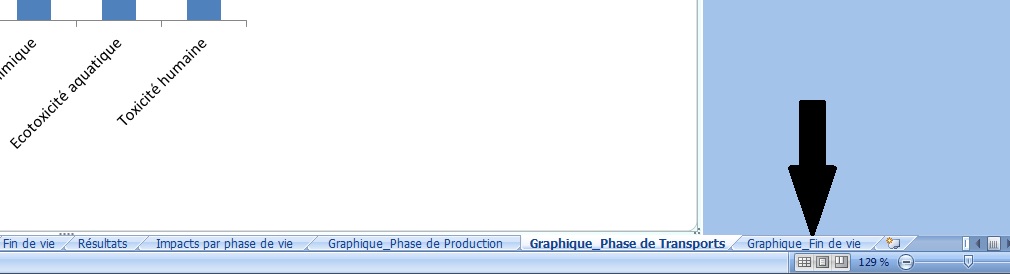 Ecotoxicité aquatique
Toxicité humaine
Fin de vie
Résultats
Impacts par phase de vie
Graphique_Phase de Production
Graphique_Phase de Transports
Graphique_Fin de vie
129 %